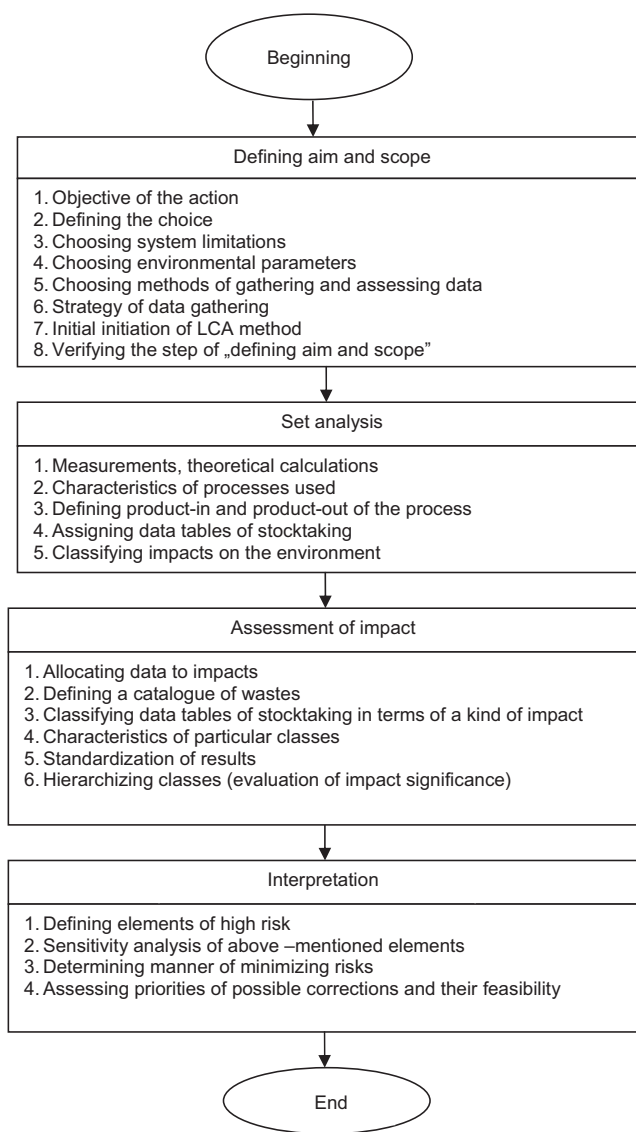 Beginning
Defining aim and scope
1. Objective of the action
2. Defining the choice
3. Choosing system limitations
4. Choosing environmental parameters
5. Choosing methods of gathering and assessing data
6. Strategy of data gathering
7. Initial initiation of LCA method
8. Verifying the step of „defining aim and scope”
Set analysis
1. Measurements, theoretical calculations
2. Characteristics of processes used
3. Defining product-in and product-out of the process
4. Assigning data tables of stocktaking
5. Classifying impacts on the environment
Assessment of impact
1. Allocating data to impacts
2. Defining a catalogue of wastes
3. Classifying data tables of stocktaking in terms of a kind of impact
4. Characteristics of particular classes
5. Standardization of results
6. Hierarchizing classes (evaluation of impact significance)
Interpretation
1. Defining elements of high risk
2. Sensitivity analysis of above –mentioned elements
3. Determining manner of minimizing risks
4. Assessing priorities of possible corrections and their feasibility
End